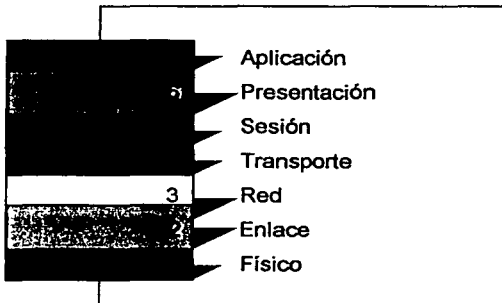 Aplicación
6 Presentación
Sesión
Transporte
3 Red
2 Enlace
Físico